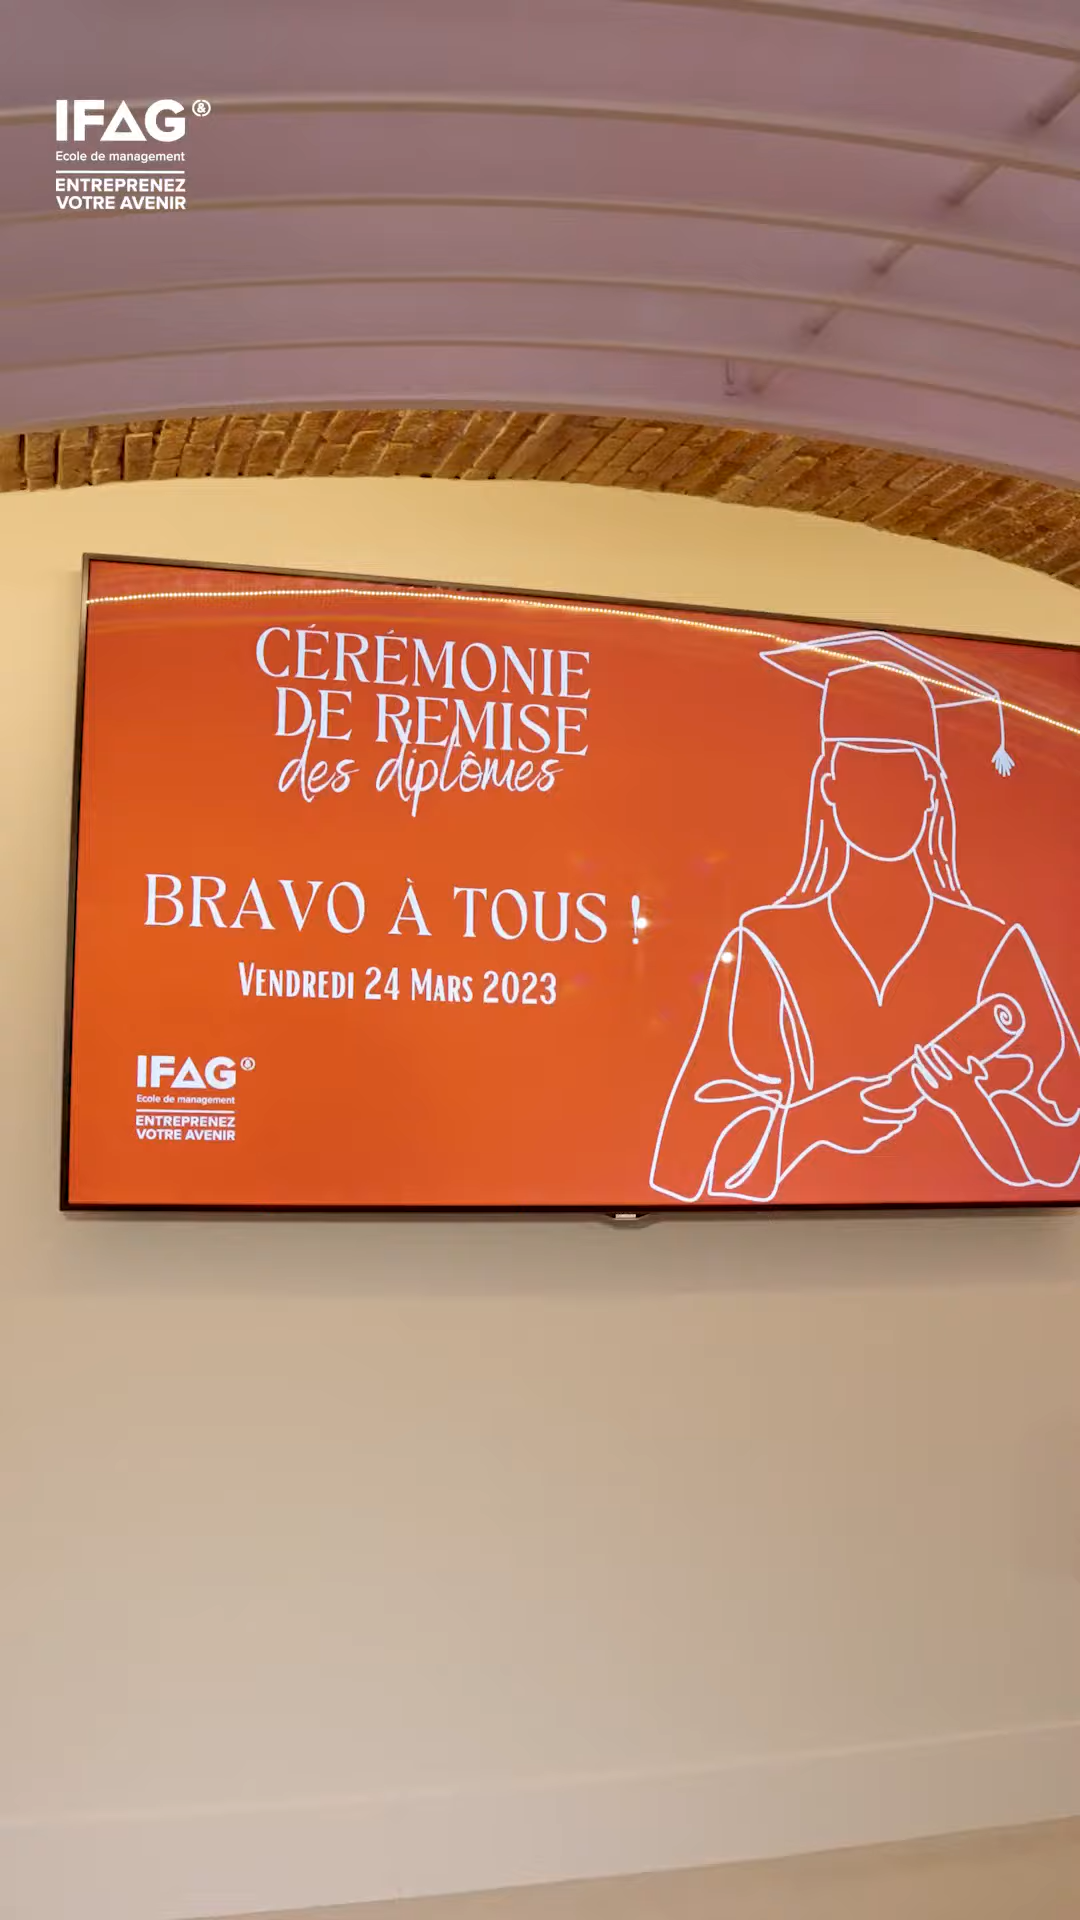 IFAG &
Ecole de management
ENTREPRENEZ
VOTRE AVENIR
CÉRÉMONIE
DE REMISE
des diplômes
BRAVO À TOUS !
VENDREDI 24 MARS 2023
IFAG &
Ecole de management
ENTREPRENEZ
VOTRE AVENIR